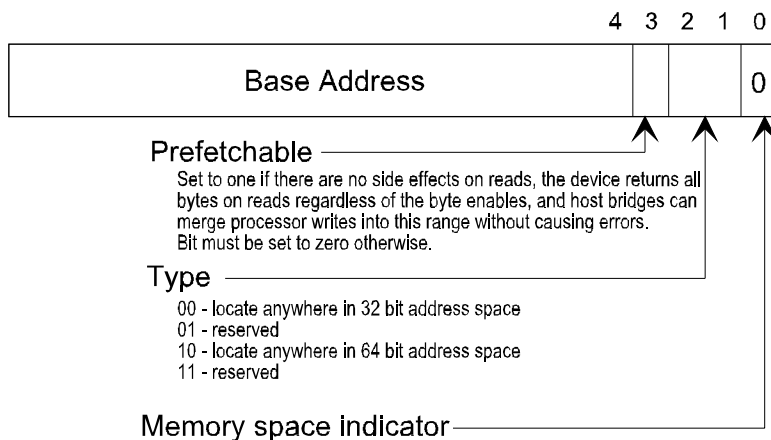 4 3 2 1 0
Base Address 0
Prefetchable
Set to one if there are no side effects on reads, the device returns all
bytes on reads regardless of the byte enables, and host bridges can
merge processor writes into this range without causing errors.
Bit must be set to zero otherwise.
Type
00 - locate anywhere in 32 bit address space
01 - reserved
10 - locate anywhere in 64 bit address space
11 - reserved
Memory space indicator